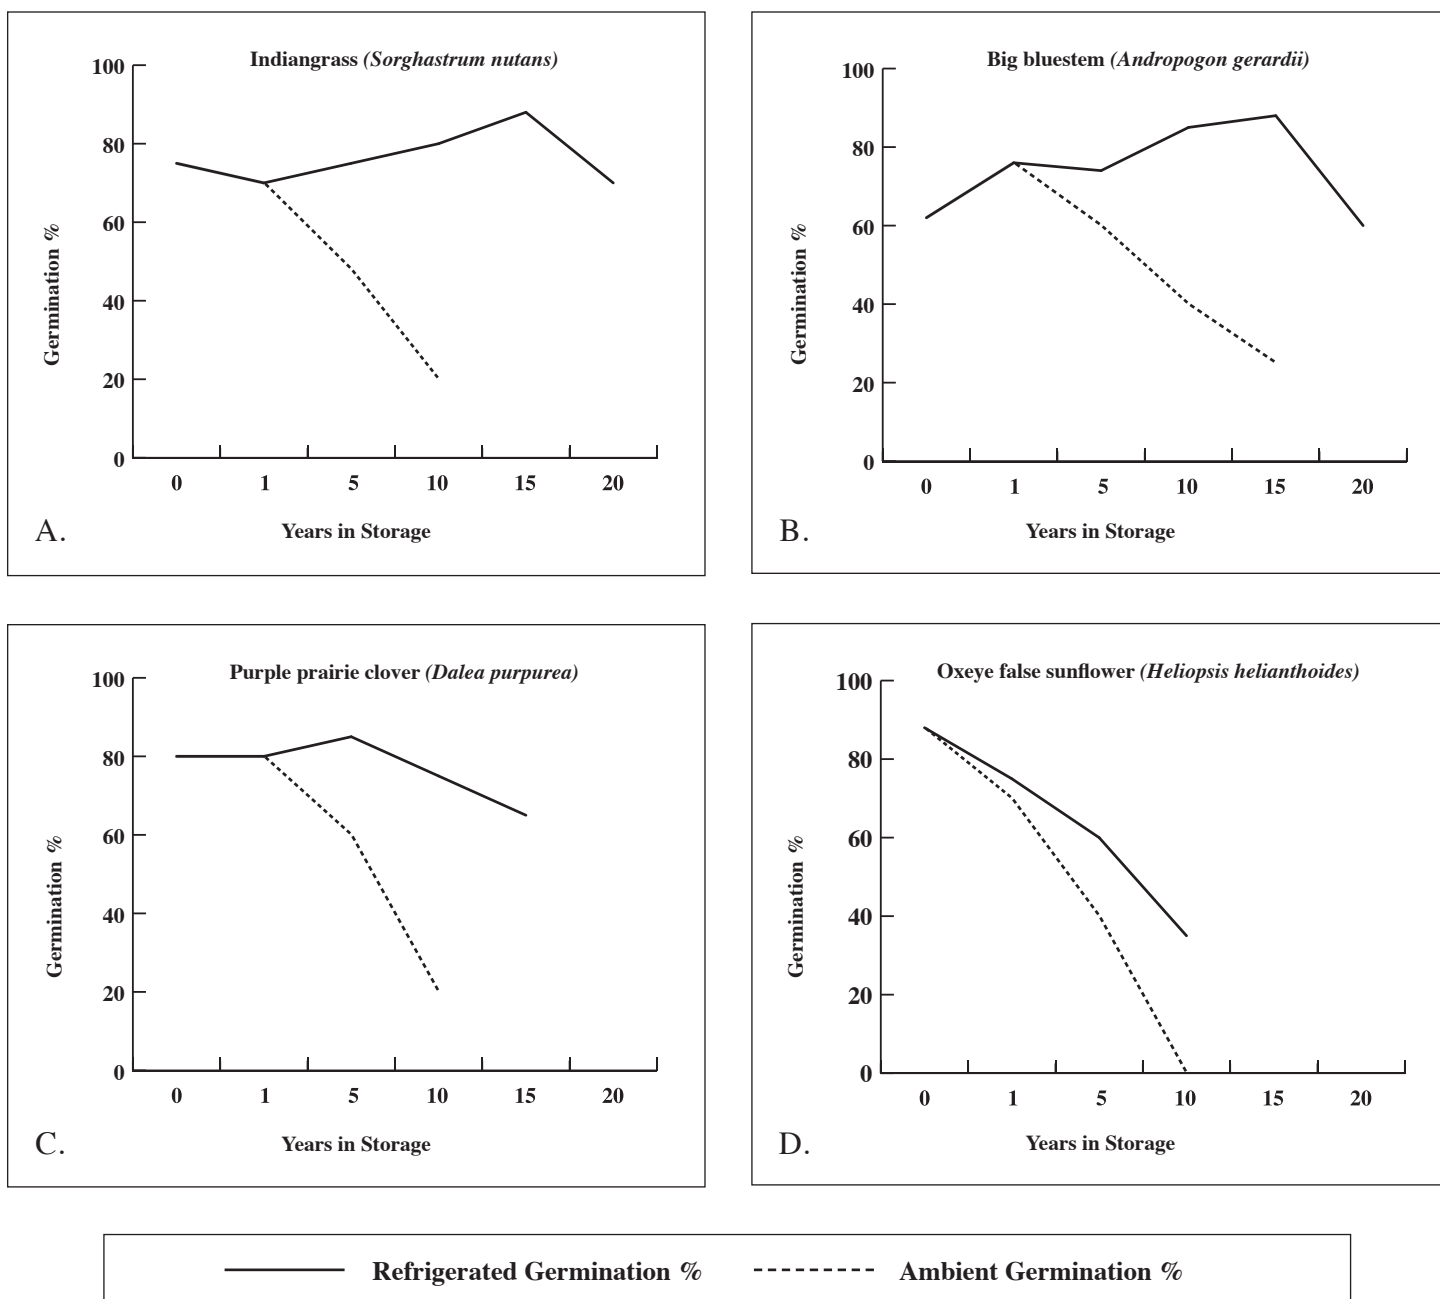 Indiangrass (Sorghastrum nutans)
100
80
60
40
20
0
Germination %
0 1 5 10 15 20
Years in Storage
A.
Big bluestem (Andropogon gerardii)
100
80
60
40
20
0
Germination %
0 1 5 10 15 20
Years in Storage
B.
Purple prairie clover (Dalea purpurea)
100
80
60
40
20
0
Germination %
0 1 5 10 15 20
Years in Storage
C.
Oxeye false sunflower (Heliopsis helianthoides)
100
80
60
40
20
0
Germination %
0 1 5 10 15 20
Years in Storage
D.
Refrigerated Germination % Ambient Germination %